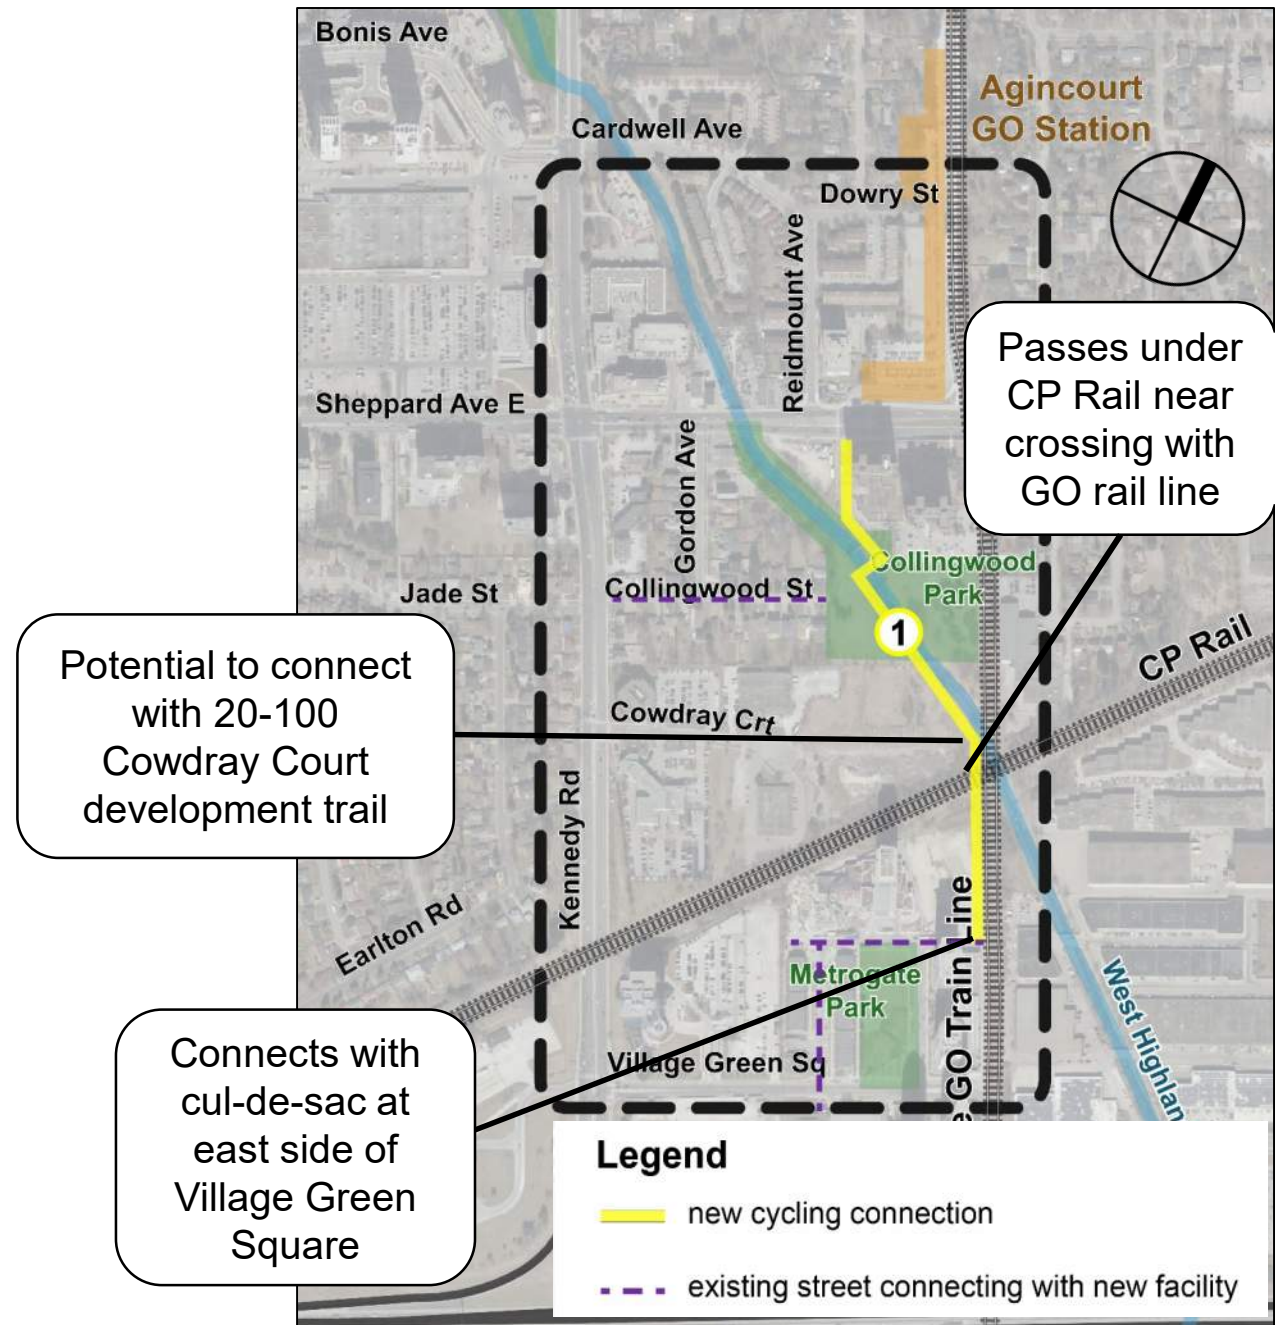 Bonis Ave
Agincourt
GO Station
Cardwell Ave
Dowry St
Reidmount Ave
Passes under
CP Rail near
crossing with
GO rail line
Sheppard Ave E
Gordon Ave
Collingwood
Park
Jade St
Collingwood St
1
CP Rail
Potential to connect
with 20-100
Cowdray Court
development trail
Cowdray Crt
Kennedy Rd
Earlton Rd
Metrogate
Park
e GO Train Line
West Highlan
Connects with
cul-de-sac at
east side of
Village Green
Square
Village Green Sq
Legend
new cycling connection
existing street connecting with new facility